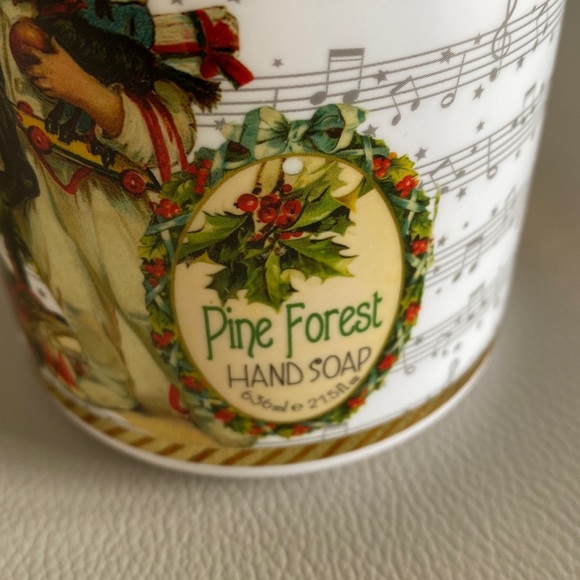 Pine Forest
HAND SOAP
636ml e 21.5fl oz